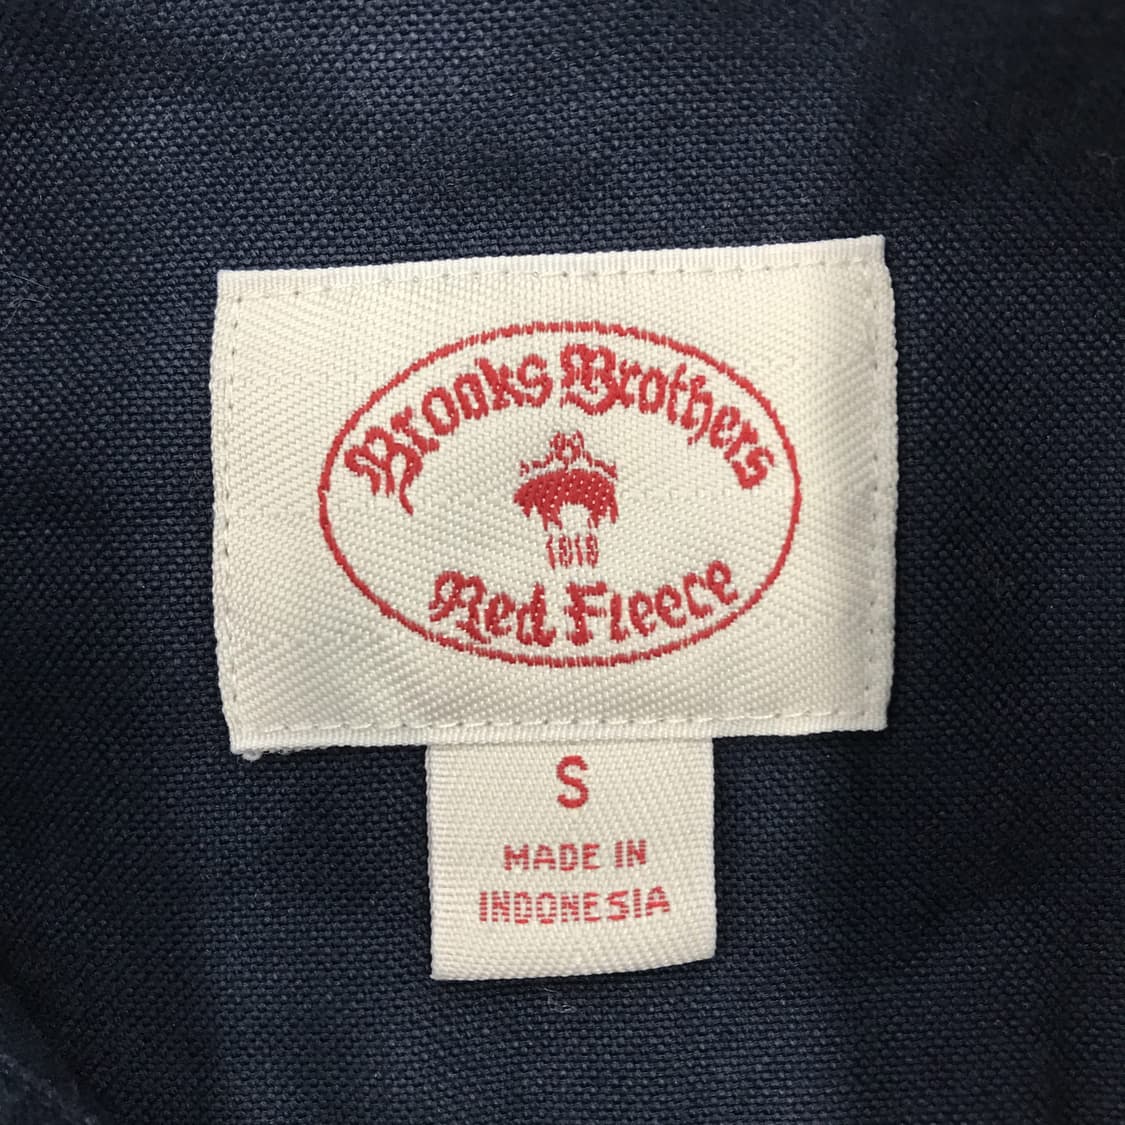 Brooks Brothers
1818
Red Fleece
S
MADE IN
INDONESIA